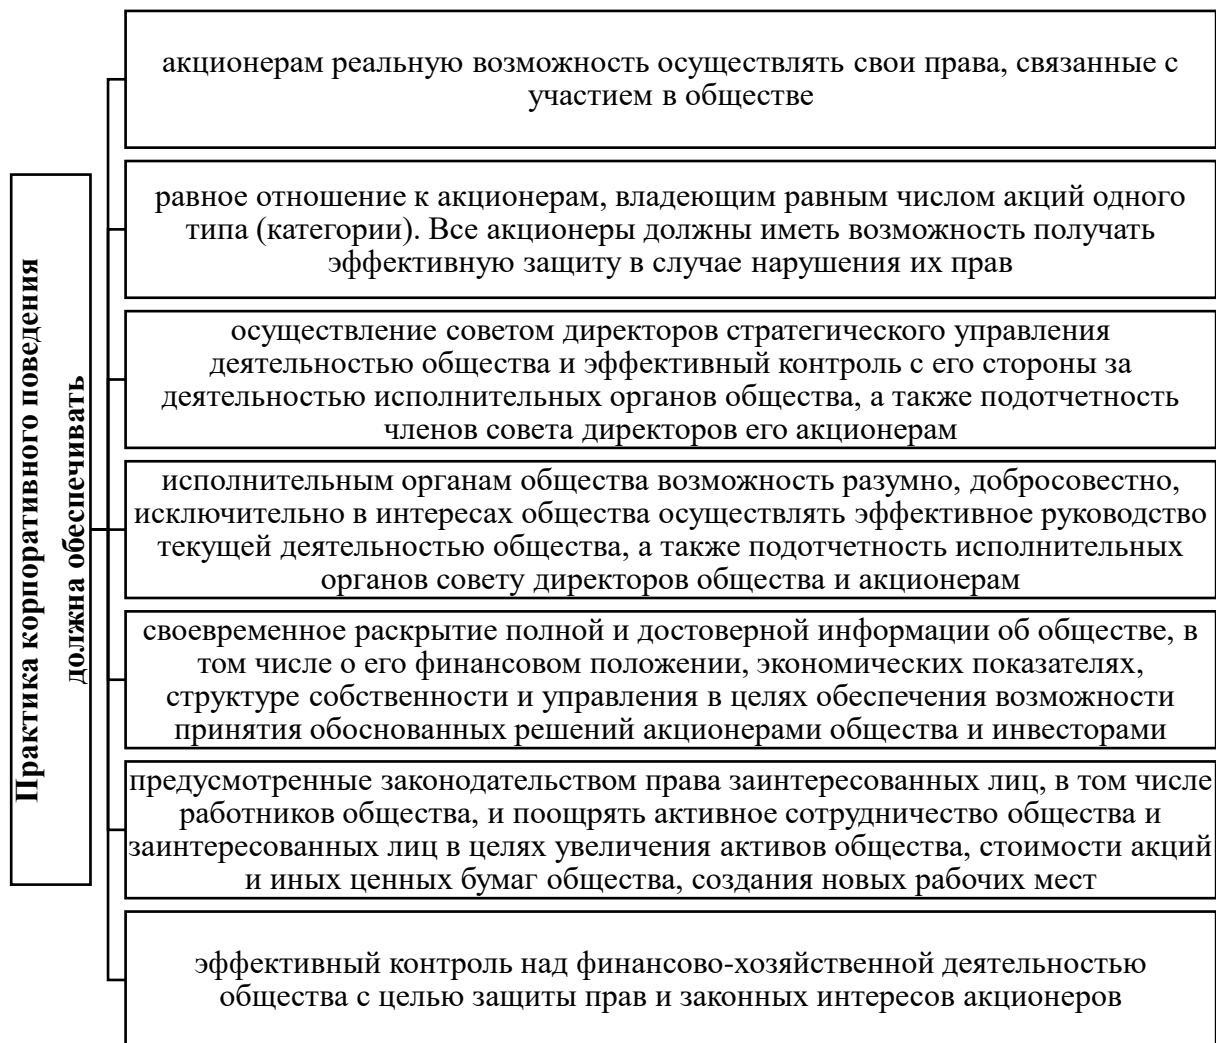 Практика корпоративного поведения
должна обеспечивать
акционерам реальную возможность осуществлять свои права, связанные с
участием в обществе
равное отношение к акционерам, владеющим равным числом акций одного
типа (категории). Все акционеры должны иметь возможность получать
эффективную защиту в случае нарушения их прав
осуществление советом директоров стратегического управления
деятельностью общества и эффективный контроль с его стороны за
деятельностью исполнительных органов общества, а также подотчетность
членов совета директоров его акционерам
исполнительным органам общества возможность разумно, добросовестно,
исключительно в интересах общества осуществлять эффективное руководство
текущей деятельностью общества, а также подотчетность исполнительных
органов совету директоров общества и акционерам
своевременное раскрытие полной и достоверной информации об обществе, в
том числе о его финансовом положении, экономических показателях,
структуре собственности и управления в целях обеспечения возможности
принятия обоснованных решений акционерами общества и инвесторами
предусмотренные законодательством права заинтересованных лиц, в том числе
работников общества, и поощрять активное сотрудничество общества и
заинтересованных лиц в целях увеличения активов общества, стоимости акций
и иных ценных бумаг общества, создания новых рабочих мест
эффективный контроль над финансово-хозяйственной деятельностью
общества с целью защиты прав и законных интересов акционеров